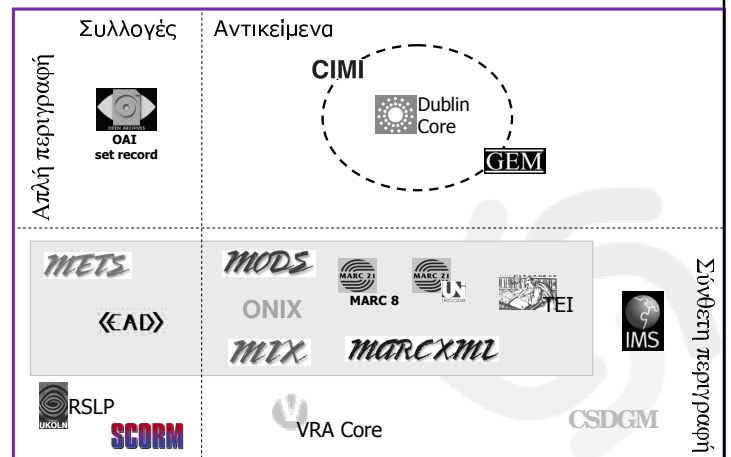 Συλλογές
Αντικείμενα
Απλή περιγραφή
OPEN ARCHIVES
OAI
set record
CIMI
Dublin
Core
GEM
METS
EAD
MODS
MARC 21
MARC 8
MARC 21
UNICODE
TEI
ONIX
MIX
MARCXML
IMS
Σύνθετη περιγραφή
UKOLN
RSLP
SCORM
VRA Core
CSDGM